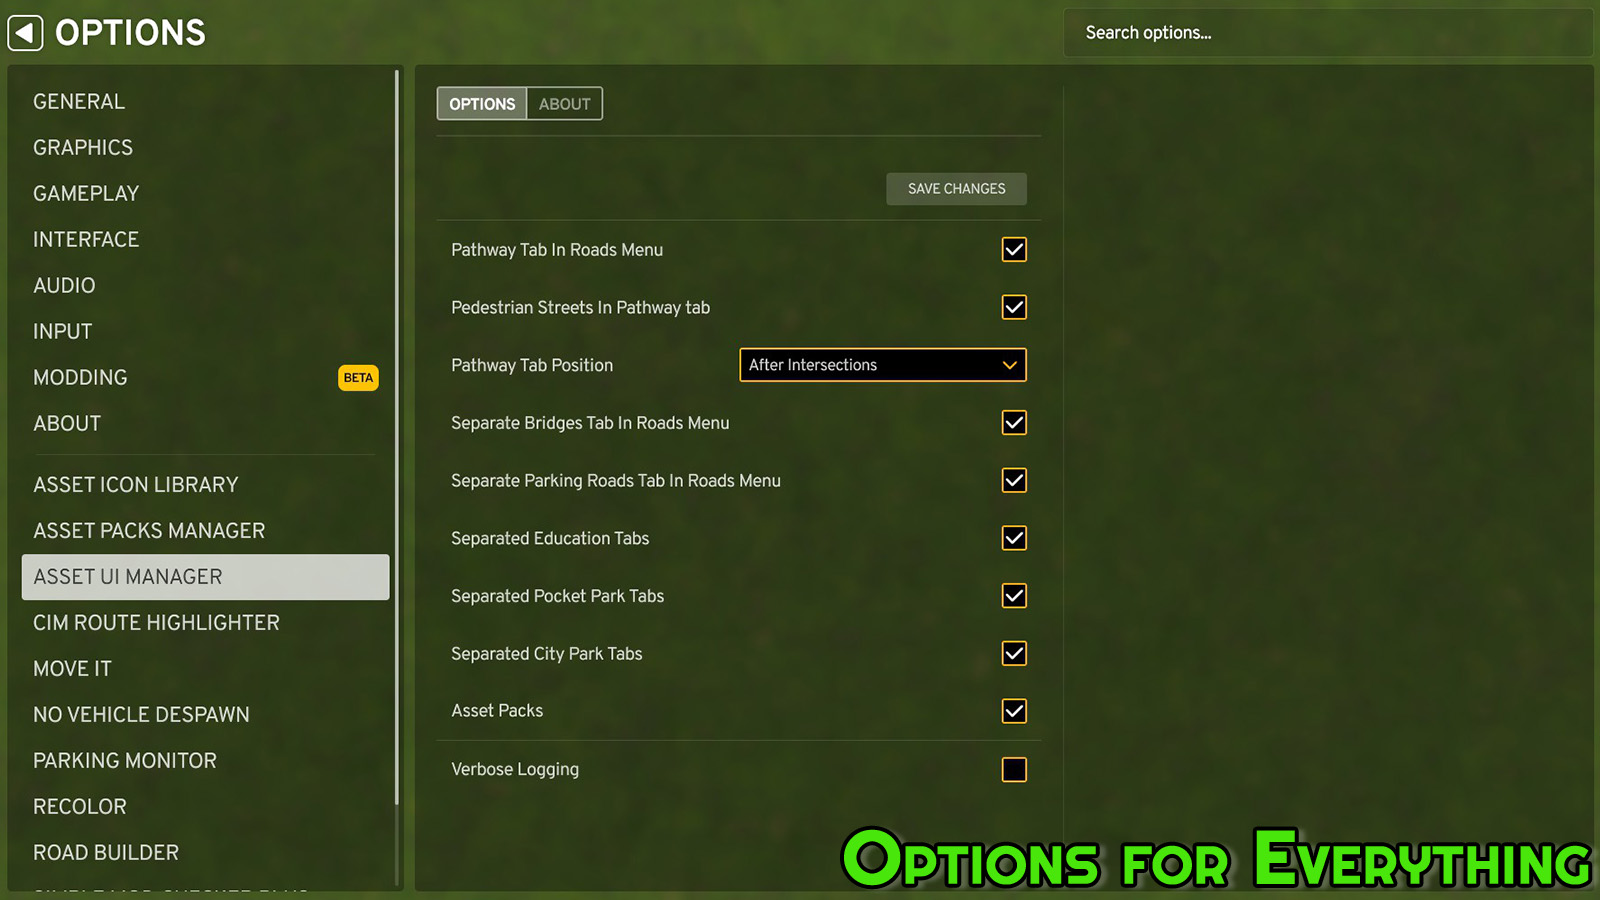 OPTIONS
Search options...
GENERAL
GRAPHICS
GAMEPLAY
INTERFACE
AUDIO
INPUT
MODDING
BETA
ABOUT
ASSET ICON LIBRARY
ASSET PACKS MANAGER
ASSET UI MANAGER
CIM ROUTE HIGHLIGHTER
MOVE IT
NO VEHICLE DESPAWN
PARKING MONITOR
RECOLOR
ROAD BUILDER
OPTIONS ABOUT
SAVE CHANGES
Pathway Tab In Roads Menu
Pedestrian Streets In Pathway tab
Pathway Tab Position After Intersections
Separate Bridges Tab In Roads Menu
Separate Parking Roads Tab In Roads Menu
Separated Education Tabs
Separated Pocket Park Tabs
Separated City Park Tabs
Asset Packs
Verbose Logging
Options for Everything